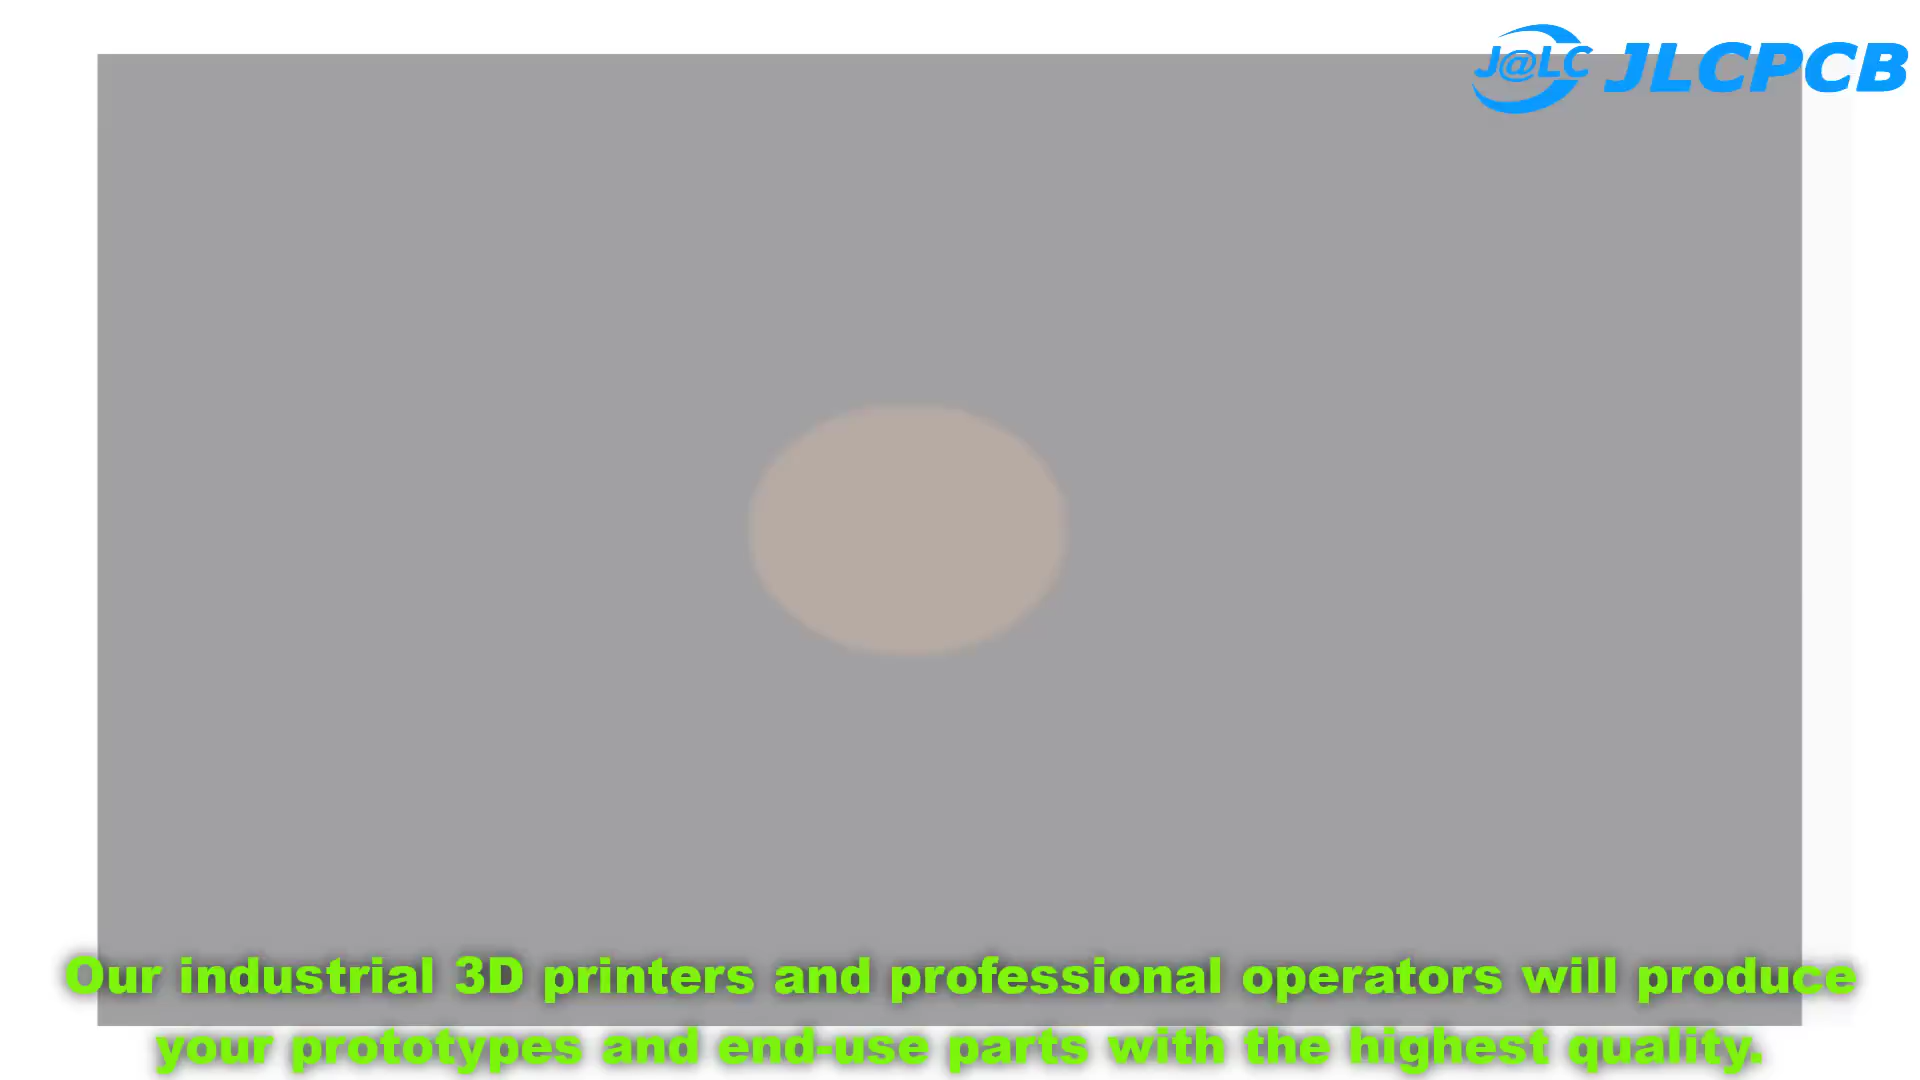 J@LC JLCPCB
Our industrial 3D printers and professional operators will produce
your prototypes and end-use parts with the highest quality.